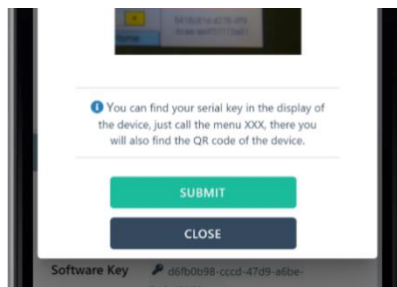 Home
You can find your serial key in the display of
the device, just call the menu XXX, there you
will also find the QR code of the device.
SUBMIT
CLOSE
Software Key d6fb0b98-cccd-47d9-a6be-